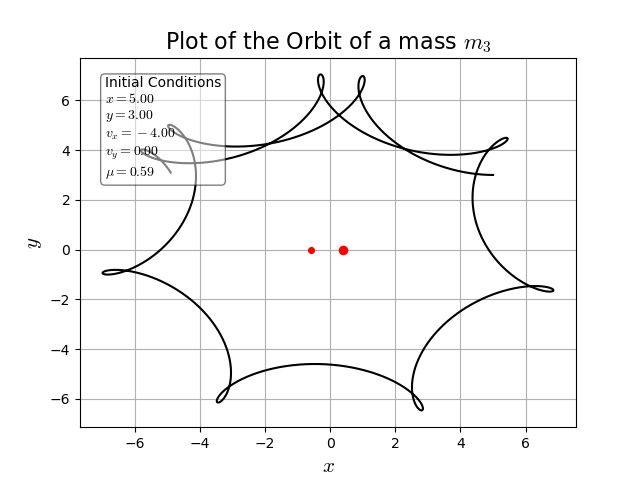 Plot of the Orbit of a mass m₃
Initial Conditions
x = 5.00
y = 3.00
vₓ = −4.00
v_y = 0.00
μ = 0.59
6
4
2
0
−2
−4
−6
y
−6 −4 −2 0 2 4 6
x